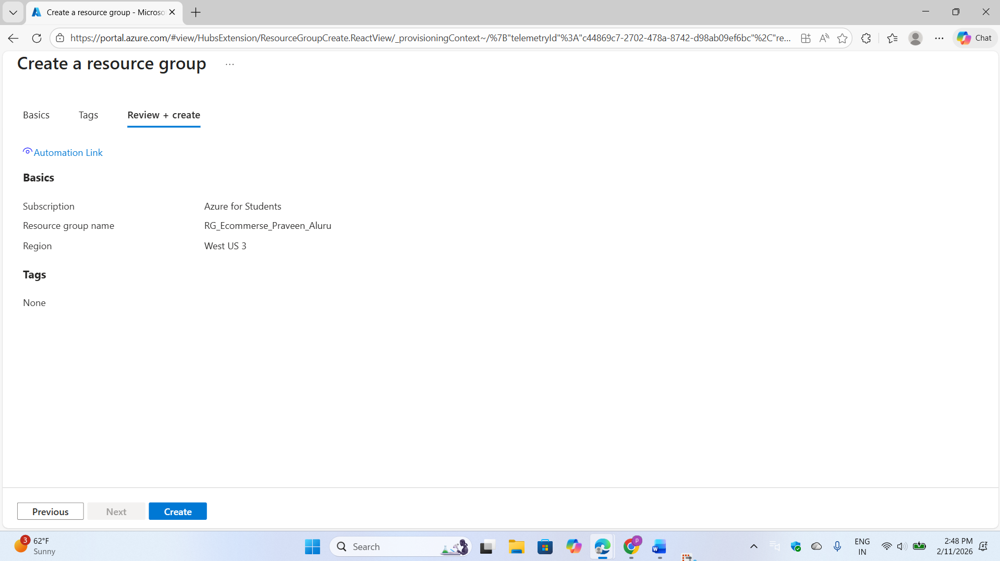 Create a resource group - Microso
https://portal.azure.com/#view/HubsExtension/ResourceGroupCreate.ReactView/_provisioningContext~/%7B"telemetryId"%3A"c44869c7-2702-478a-8742-d98ab09ef6bc"%2C"re...
Chat
Create a resource group ...
Basics
Tags
Review + create
Automation Link
Basics
Subscription Azure for Students
Resource group name RG_Ecommerse_Praveen_Aluru
Region West US 3
Tags
None
Previous
Next
Create
3
62°F
Sunny
Search
P
W
ENG
IN
2:48 PM
2/11/2026